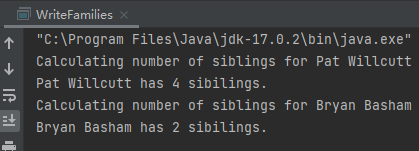 WriteFamilies
"C:\Program Files\Java\jdk-17.0.2\bin\java.exe"
Calculating number of siblings for Pat Willcutt
Pat Willcutt has 4 sibilings.
Calculating number of siblings for Bryan Basham
Bryan Basham has 2 sibilings.